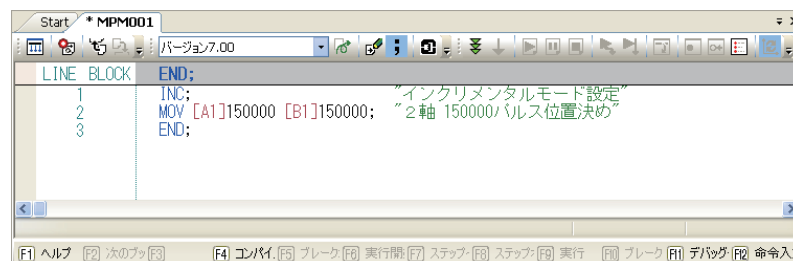 Start * MPM001
バージョン7.00
LINE BLOCK END;
1 INC; "インクリメンタルモード設定"
2 MOV [A1]150000 [B1]150000; "2軸 150000パルス位置決め"
3 END;
F1 ヘルプ F2 次のブッ F3 F4 コンパイ. F5 ブレーク F6 実行開 F7 ステップ- F8 ステップ: F9 実行 F10 ブレーク F11 デバッグ- F12 命令入